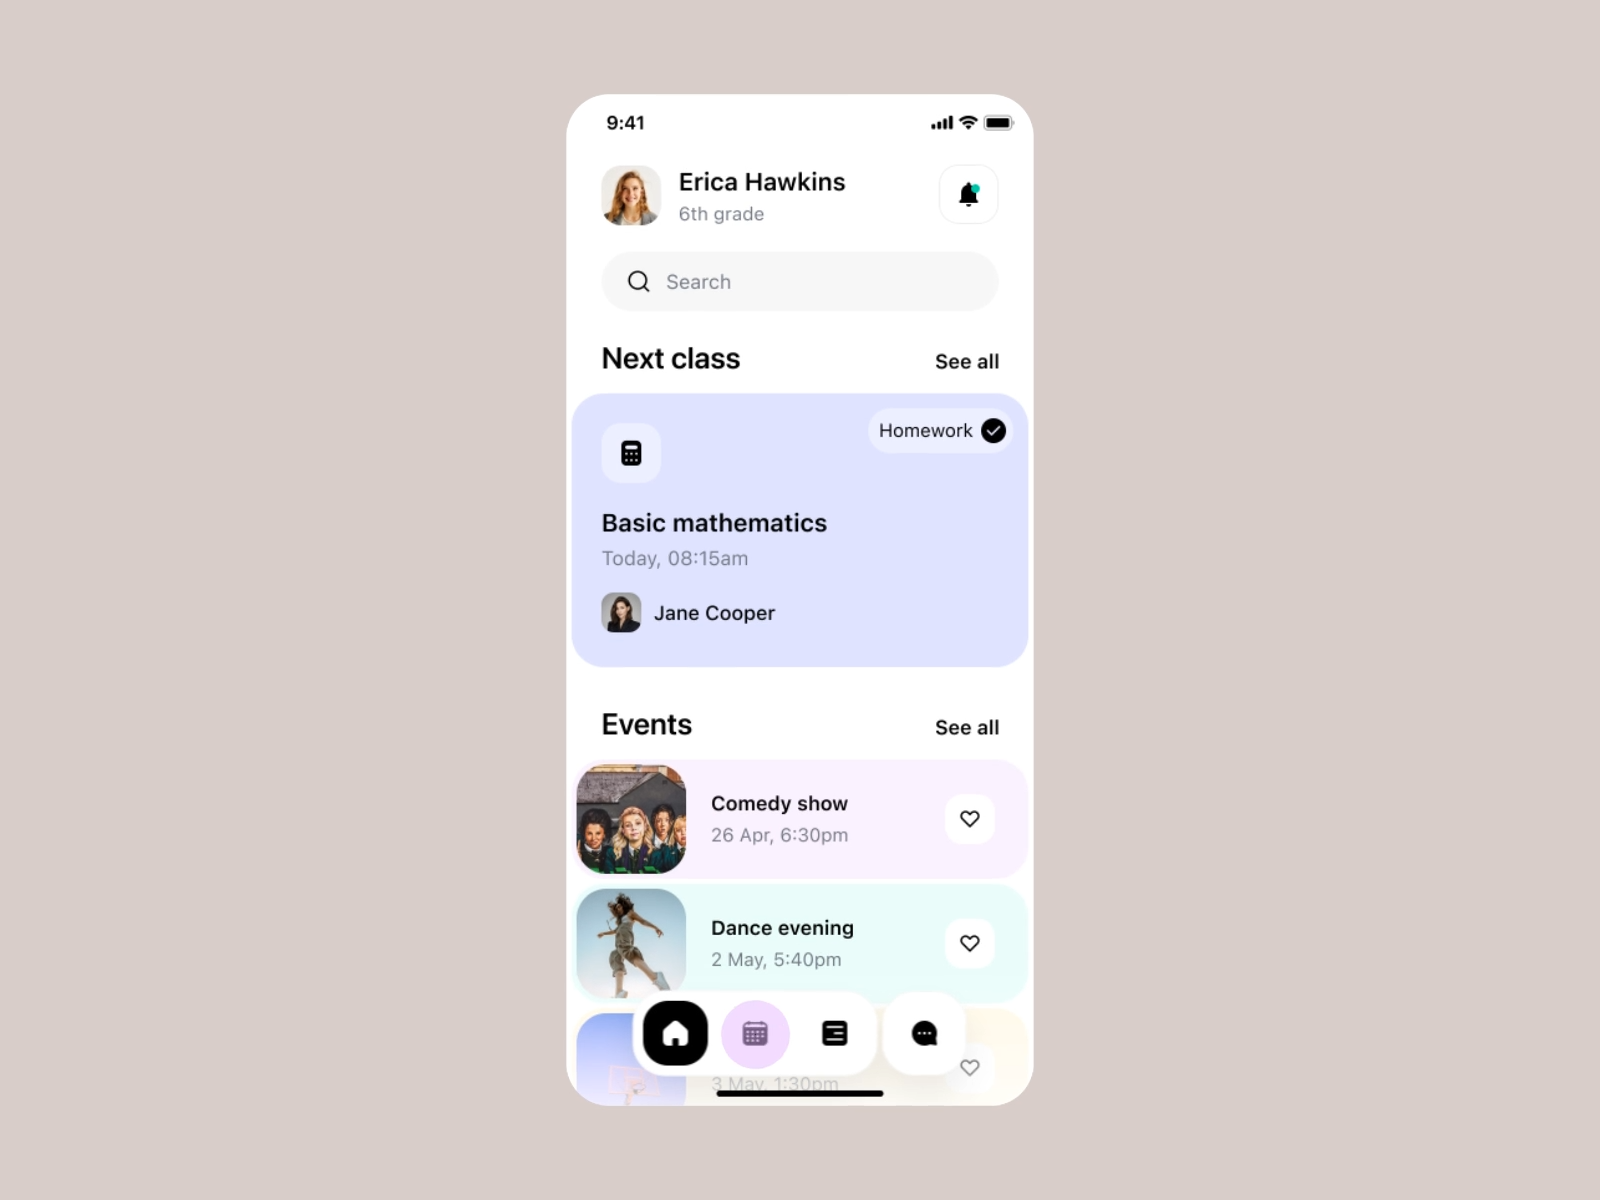 9:41
Erica Hawkins
6th grade
Search
Next class
See all
Homework
Basic mathematics
Today, 08:15am
Jane Cooper
Events
See all
Comedy show
26 Apr, 6:30pm
Dance evening
2 May, 5:40pm
3 May, 1:30pm